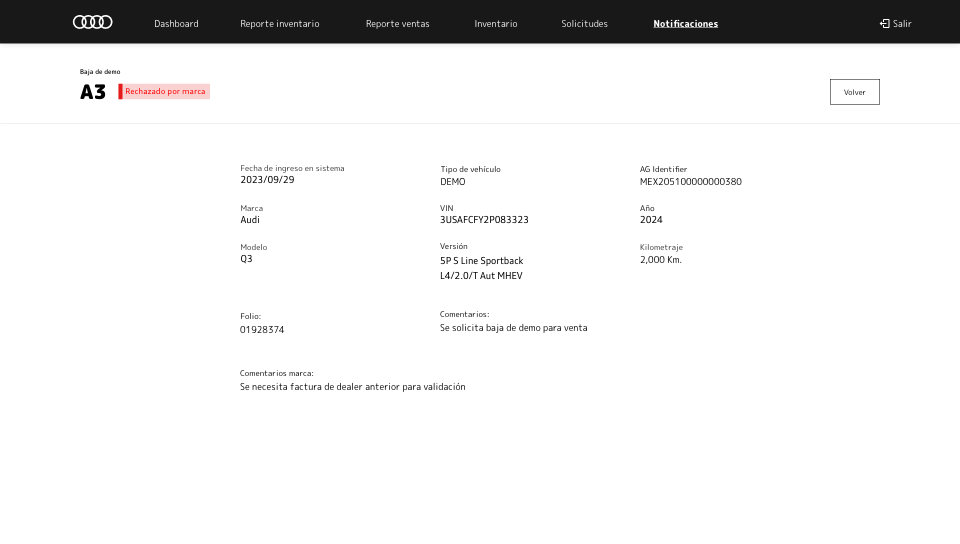 Dashboard
Reporte inventario
Reporte ventas
Inventario
Solicitudes
Notificaciones
Salir
Baja de demo
A3
Rechazado por marca
Volver
Fecha de ingreso en sistema
2023/09/29
Tipo de vehículo
DEMO
AG Identifier
MEX205100000000380
Marca
Audi
VIN
3USAFCFY2P083323
Año
2024
Modelo
Q3
Versión
5P S Line Sportback
L4/2.0/T Aut MHEV
Kilometraje
2,000 Km.
Folio:
01928374
Comentarios:
Se solicita baja de demo para venta
Comentarios marca:
Se necesita factura de dealer anterior para validación